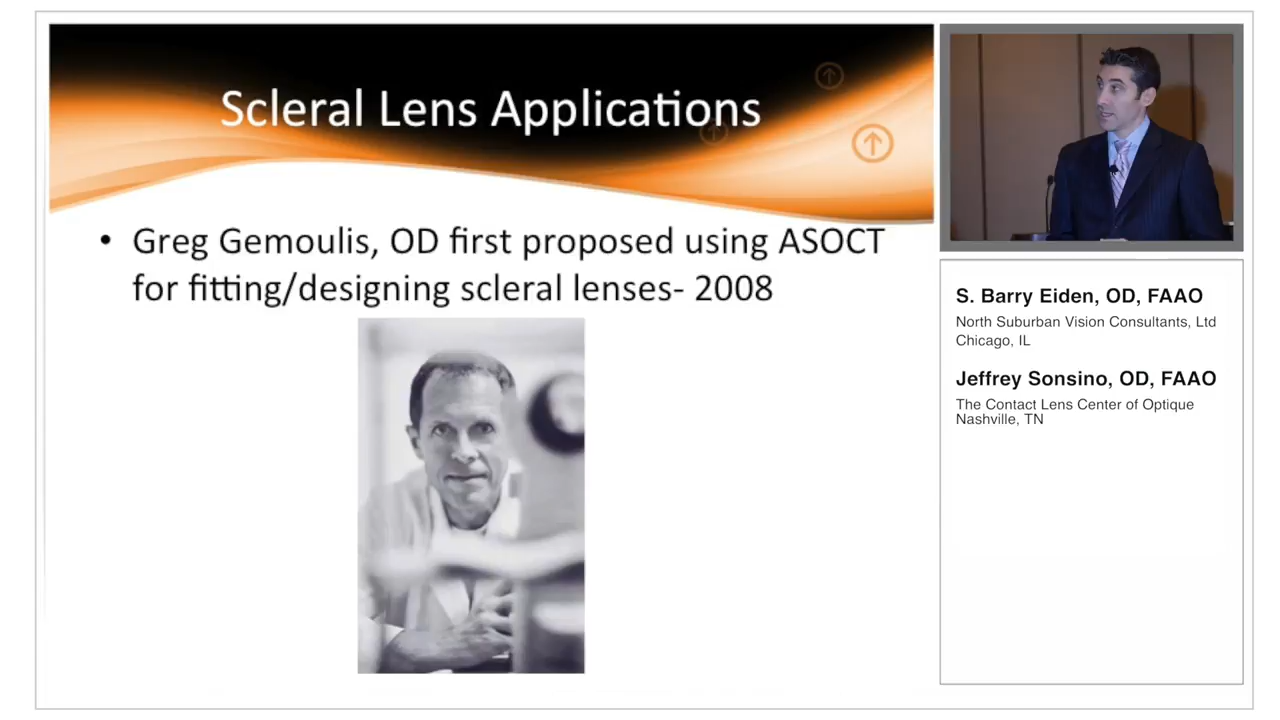 Scleral Lens Applications
• Greg Gemoulis, OD first proposed using ASOCT
for fitting/designing scleral lenses- 2008
S. Barry Eiden, OD, FAAO
North Suburban Vision Consultants, Ltd
Chicago, IL
Jeffrey Sonsino, OD, FAAO
The Contact Lens Center of Optique
Nashville, TN